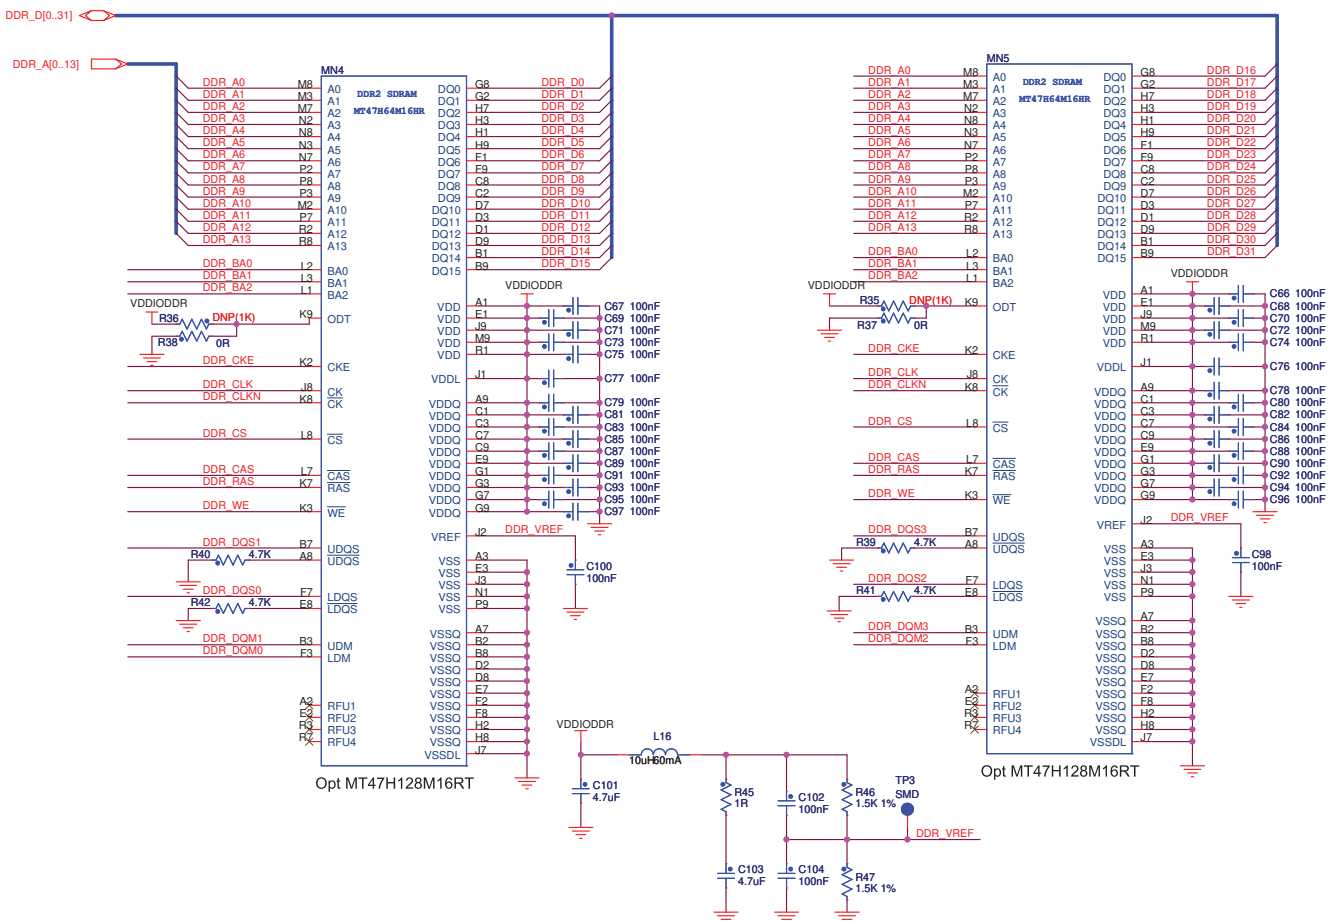 DDR_D[0..31]
DDR_A[0..13]
MN4
DDR2 SDRAM
MT47H64M16HR
DDR_A0 M8 A0 DQ0 G8 DDR_D0
DDR_A1 M3 A1 DQ1 G2 DDR_D1
DDR_A2 M7 A2 DQ2 H7 DDR_D2
DDR_A3 N2 A3 DQ3 H3 DDR_D3
DDR_A4 N8 A4 DQ4 H1 DDR_D4
DDR_A5 N3 A5 DQ5 H9 DDR_D5
DDR_A6 N7 A6 DQ6 F1 DDR_D6
DDR_A7 P2 A7 DQ7 F9 DDR_D7
DDR_A8 P8 A8 DQ8 C8 DDR_D8
DDR_A9 P3 A9 DQ9 C2 DDR_D9
DDR_A10 M2 A10 DQ10 D7 DDR_D10
DDR_A11 P7 A11 DQ11 D3 DDR_D11
DDR_A12 R2 A12 DQ12 D1 DDR_D12
DDR_A13 R8 A13 DQ13 D9 DDR_D13
DQ14 B1 DDR_D14
DDR_BA0 L2 BA0 DQ15 B9 DDR_D15
DDR_BA1 L3 BA1
DDR_BA2 L1 BA2
VDDIODDR
VDDIODDR
R36 DNP(1K) K9 ODT
R38 0R
VDD A1 C67 100nF
VDD E1 C69 100nF
VDD J9 C71 100nF
VDD M9 C73 100nF
VDD R1 C75 100nF
DDR_CKE K2 CKE
VDDL J1 C77 100nF
DDR_CLK J8 CK
DDR_CLKN K8 CK
VDDQ A9 C79 100nF
VDDQ C1 C81 100nF
VDDQ C3 C83 100nF
VDDQ C7 C85 100nF
VDDQ C9 C87 100nF
VDDQ E9 C89 100nF
VDDQ G1 C91 100nF
VDDQ G3 C93 100nF
VDDQ G7 C95 100nF
VDDQ G9 C97 100nF
DDR_CS L8 CS
DDR_CAS L7 CAS
DDR_RAS K7 RAS
DDR_WE K3 WE
VREF J2 DDR_VREF
C100
100nF
DDR_DQS1 B7 UDQS
R40 4.7K A8 UDQS
DDR_DQS0 F7 LDQS
R42 4.7K E8 LDQS
DDR_DQM1 B3 UDM
DDR_DQM0 F3 LDM
VSS A3
VSS E3
VSS J3
VSS N1
VSS P9
VSSQ A7
VSSQ B2
VSSQ B8
VSSQ D2
VSSQ D8
VSSQ E7
VSSQ F2
VSSQ F8
VSSQ H2
VSSQ H8
VSSDL J7
A2 RFU1
E2 RFU2
R3 RFU3
R7 RFU4
Opt MT47H128M16RT
MN5
DDR2 SDRAM
MT47H64M16HR
DDR_A0 M8 A0 DQ0 G8 DDR_D16
DDR_A1 M3 A1 DQ1 G2 DDR_D17
DDR_A2 M7 A2 DQ2 H7 DDR_D18
DDR_A3 N2 A3 DQ3 H3 DDR_D19
DDR_A4 N8 A4 DQ4 H1 DDR_D20
DDR_A5 N3 A5 DQ5 H9 DDR_D21
DDR_A6 N7 A6 DQ6 F1 DDR_D22
DDR_A7 P2 A7 DQ7 F9 DDR_D23
DDR_A8 P8 A8 DQ8 C8 DDR_D24
DDR_A9 P3 A9 DQ9 C2 DDR_D25
DDR_A10 M2 A10 DQ10 D7 DDR_D26
DDR_A11 P7 A11 DQ11 D3 DDR_D27
DDR_A12 R2 A12 DQ12 D1 DDR_D28
DDR_A13 R8 A13 DQ13 D9 DDR_D29
DQ14 B1 DDR_D30
DDR_BA0 L2 BA0 DQ15 B9 DDR_D31
DDR_BA1 L3 BA1
DDR_BA2 L1 BA2
VDDIODDR
VDDIODDR
R35 DNP(1K) K9 ODT
R37 0R
VDD A1 C66 100nF
VDD E1 C68 100nF
VDD J9 C70 100nF
VDD M9 C72 100nF
VDD R1 C74 100nF
DDR_CKE K2 CKE
VDDL J1 C76 100nF
DDR_CLK J8 CK
DDR_CLKN K8 CK
VDDQ A9 C78 100nF
VDDQ C1 C80 100nF
VDDQ C3 C82 100nF
VDDQ C7 C84 100nF
VDDQ C9 C86 100nF
VDDQ E9 C88 100nF
VDDQ G1 C90 100nF
VDDQ G3 C92 100nF
VDDQ G7 C94 100nF
VDDQ G9 C96 100nF
DDR_CS L8 CS
DDR_CAS L7 CAS
DDR_RAS K7 RAS
DDR_WE K3 WE
VREF J2 DDR_VREF
C98
100nF
DDR_DQS3 B7 UDQS
R39 4.7K A8 UDQS
DDR_DQS2 F7 LDQS
R41 4.7K E8 LDQS
DDR_DQM3 B3 UDM
DDR_DQM2 F3 LDM
VSS A3
VSS E3
VSS J3
VSS N1
VSS P9
VSSQ A7
VSSQ B2
VSSQ B8
VSSQ D2
VSSQ D8
VSSQ E7
VSSQ F2
VSSQ F8
VSSQ H2
VSSQ H8
VSSDL J7
A2 RFU1
E2 RFU2
R3 RFU3
R7 RFU4
Opt MT47H128M16RT
VDDIODDR
L16
10uH60mA
C101
4.7uF
R45
1R
C102
100nF
R46
1.5K 1%
TP3
SMD
DDR_VREF
C103
4.7uF
C104
100nF
R47
1.5K 1%